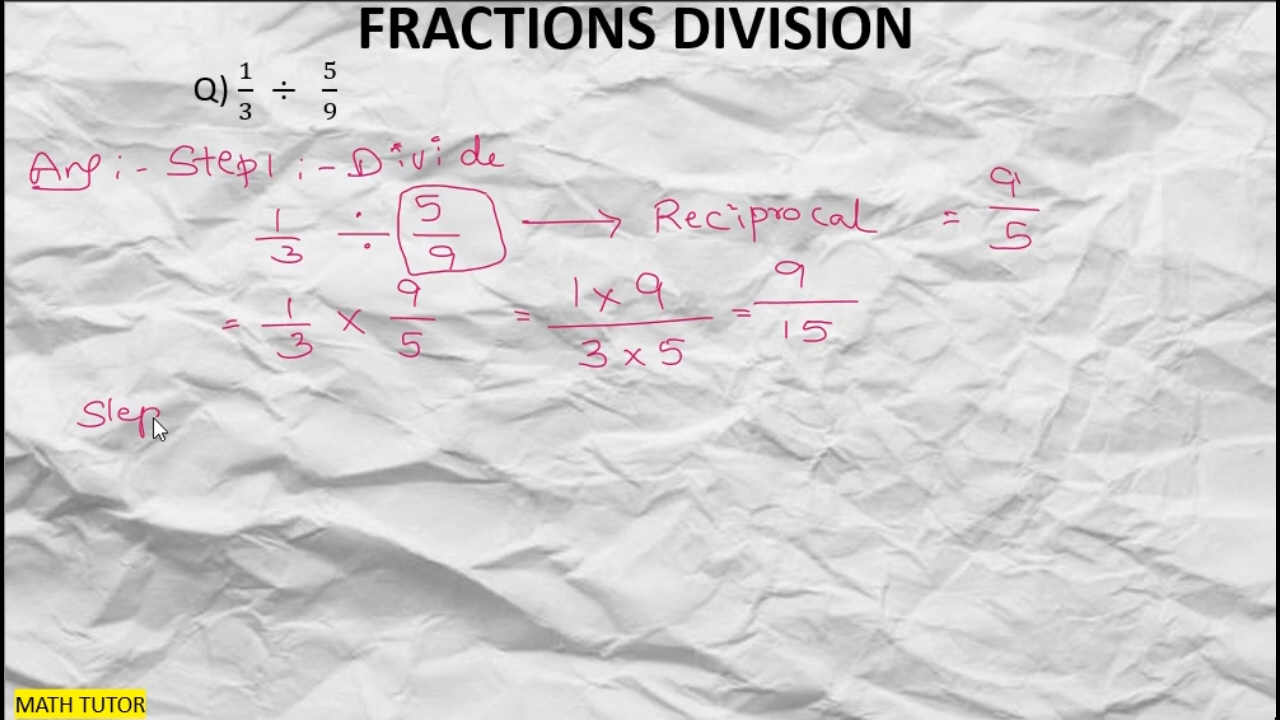 FRACTIONS DIVISION
Q) 1/3 ÷ 5/9
Ans :- Step1 :- Divide
1/3 ÷ 5/9 → Reciprocal = 9/5
= 1/3 × 9/5 = 1 × 9/3 × 5 = 9/15
Step
MATH TUTOR